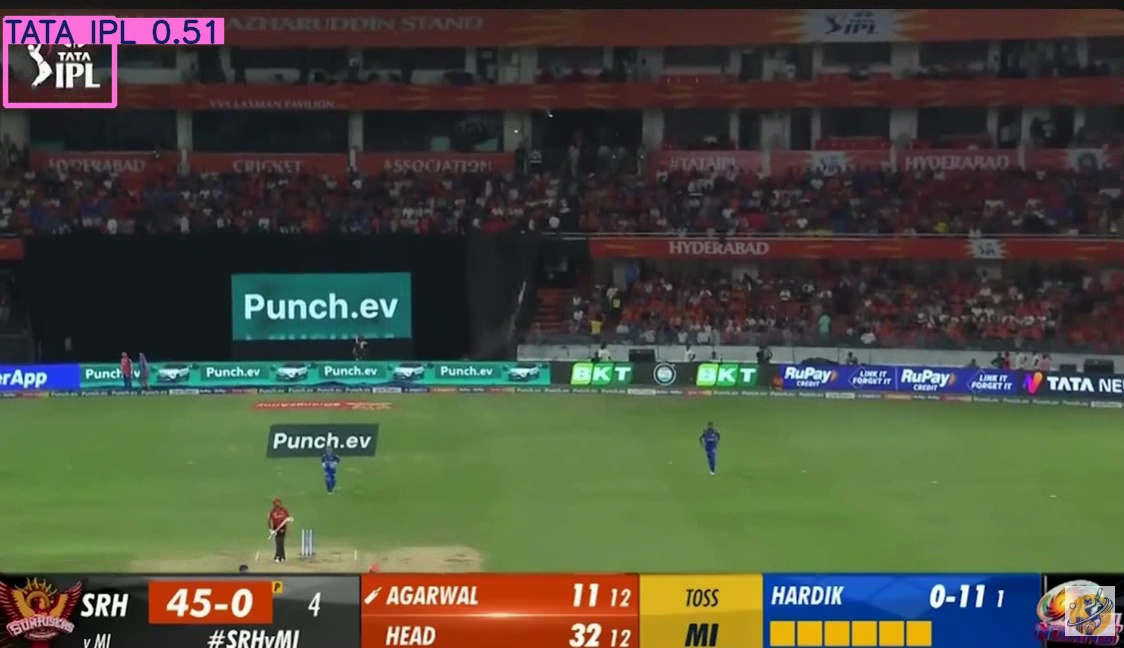 TATA IPL 0.51
AZHARUDDIN STAND
IPL
TATA
IPL
VVS LAXMAN PAVILION
HYDERABAD CRICKET ASSOCIATION #TATAIPL HYDERABAD
HYDERABAD
Punch.ev
erApp Punch Punch.ev Punch.ev Punch.ev BKT BKT RuPay CREDIT LINK IT FORGET IT RuPay CREDIT LINK IT FORGET IT TATA NE
Punch.ev
SRH 45-0 P 4 AGARWAL 11 12 TOSS HARDIK 0-11 1
SUNRISERS v MI #SRHvMI HEAD 32 12 MI